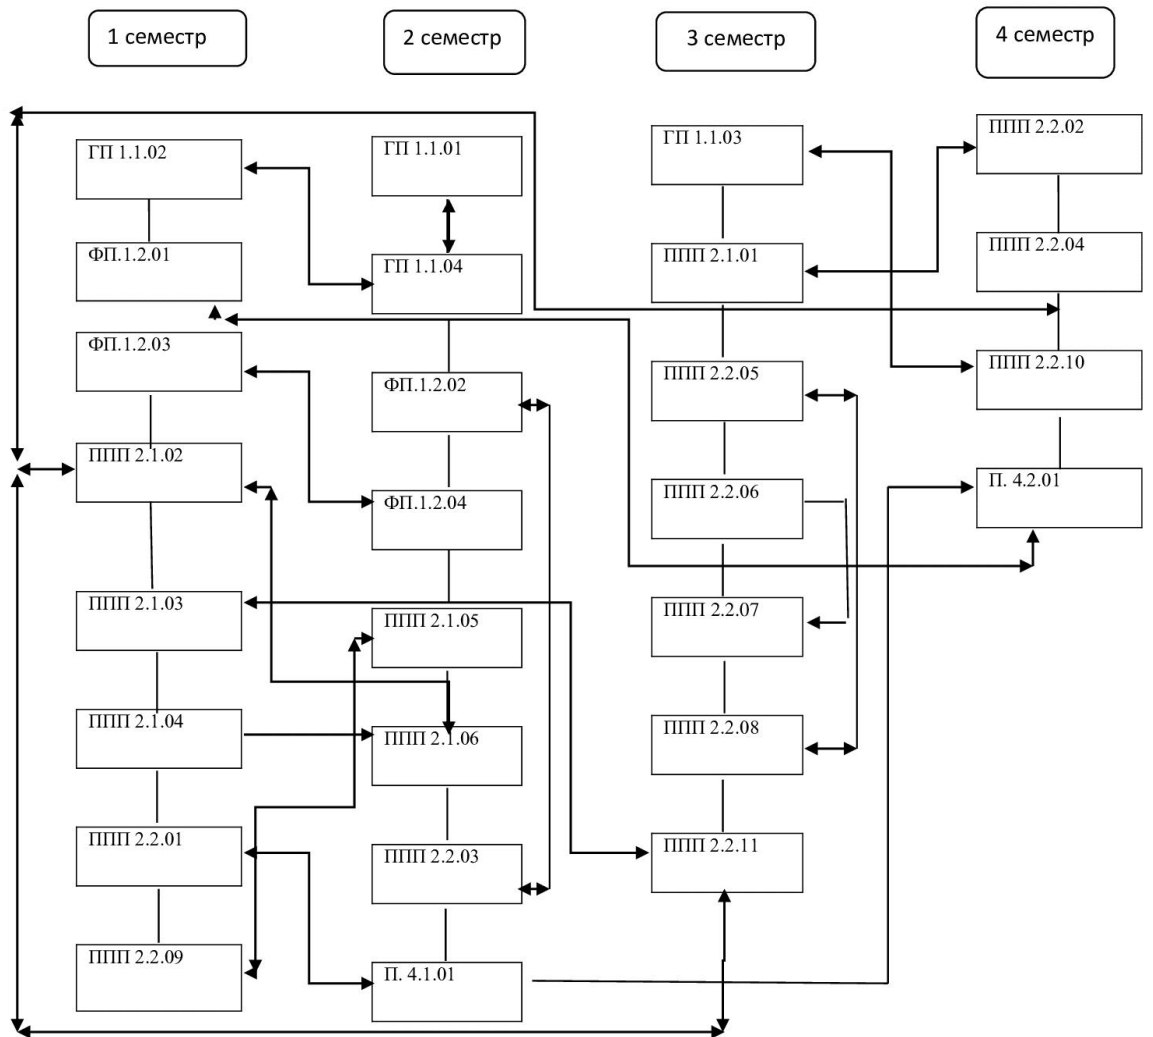 1 семестр
2 семестр
3 семестр
4 семестр
ГП 1.1.02
ФП.1.2.01
ФП.1.2.03
ППП 2.1.02
ППП 2.1.03
ППП 2.1.04
ППП 2.2.01
ППП 2.2.09
ГП 1.1.01
ГП 1.1.04
ФП.1.2.02
ФП.1.2.04
ППП 2.1.05
ППП 2.1.06
ППП 2.2.03
П. 4.1.01
ГП 1.1.03
ППП 2.1.01
ППП 2.2.05
ППП 2.2.06
ППП 2.2.07
ППП 2.2.08
ППП 2.2.11
ППП 2.2.02
ППП 2.2.04
ППП 2.2.10
П. 4.2.01